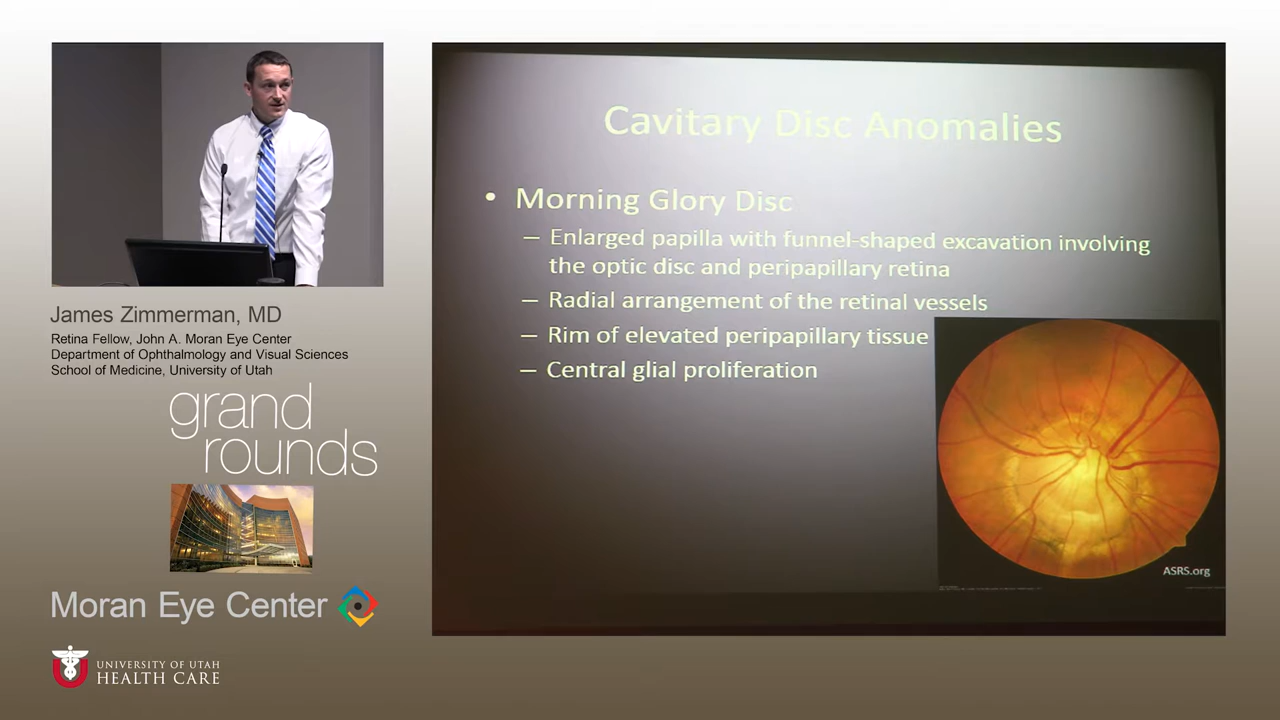 James Zimmerman, MD
Retina Fellow, John A. Moran Eye Center
Department of Ophthalmology and Visual Sciences
School of Medicine, University of Utah
grand
rounds
Moran Eye Center
UNIVERSITY OF UTAH
HEALTH CARE
Cavitary Disc Anomalies
• Morning Glory Disc
– Enlarged papilla with funnel-shaped excavation involving
the optic disc and peripapillary retina
– Radial arrangement of the retinal vessels
– Rim of elevated peripapillary tissue
– Central glial proliferation
ASRS.org